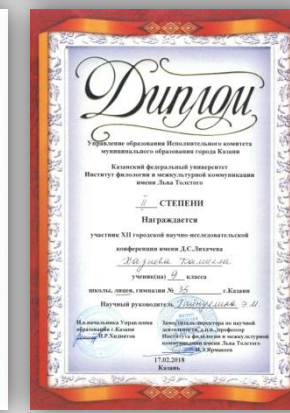 Диплом
Управление образования Исполнительного комитета
муниципального образования города Казани
Казанский федеральный университет
Институт филологии и межкультурной коммуникации
имени Льва Толстого
II СТЕПЕНИ
Награждается
участник XII городской научно-исследовательской
конференции имени Д.С.Лихачева
Камилла
ученик(ца) 9 класса
школы, лицея, гимназии № 35 г.Казани
Научный руководитель Э.М.
И.о.начальника Управления
образования г.Казани
И.Р.Хадиятов
Заместитель директора по научной
деятельности, профессор
Института филологии и межкультурной
коммуникации имени Льва Толстого
17.02.2018
Казань